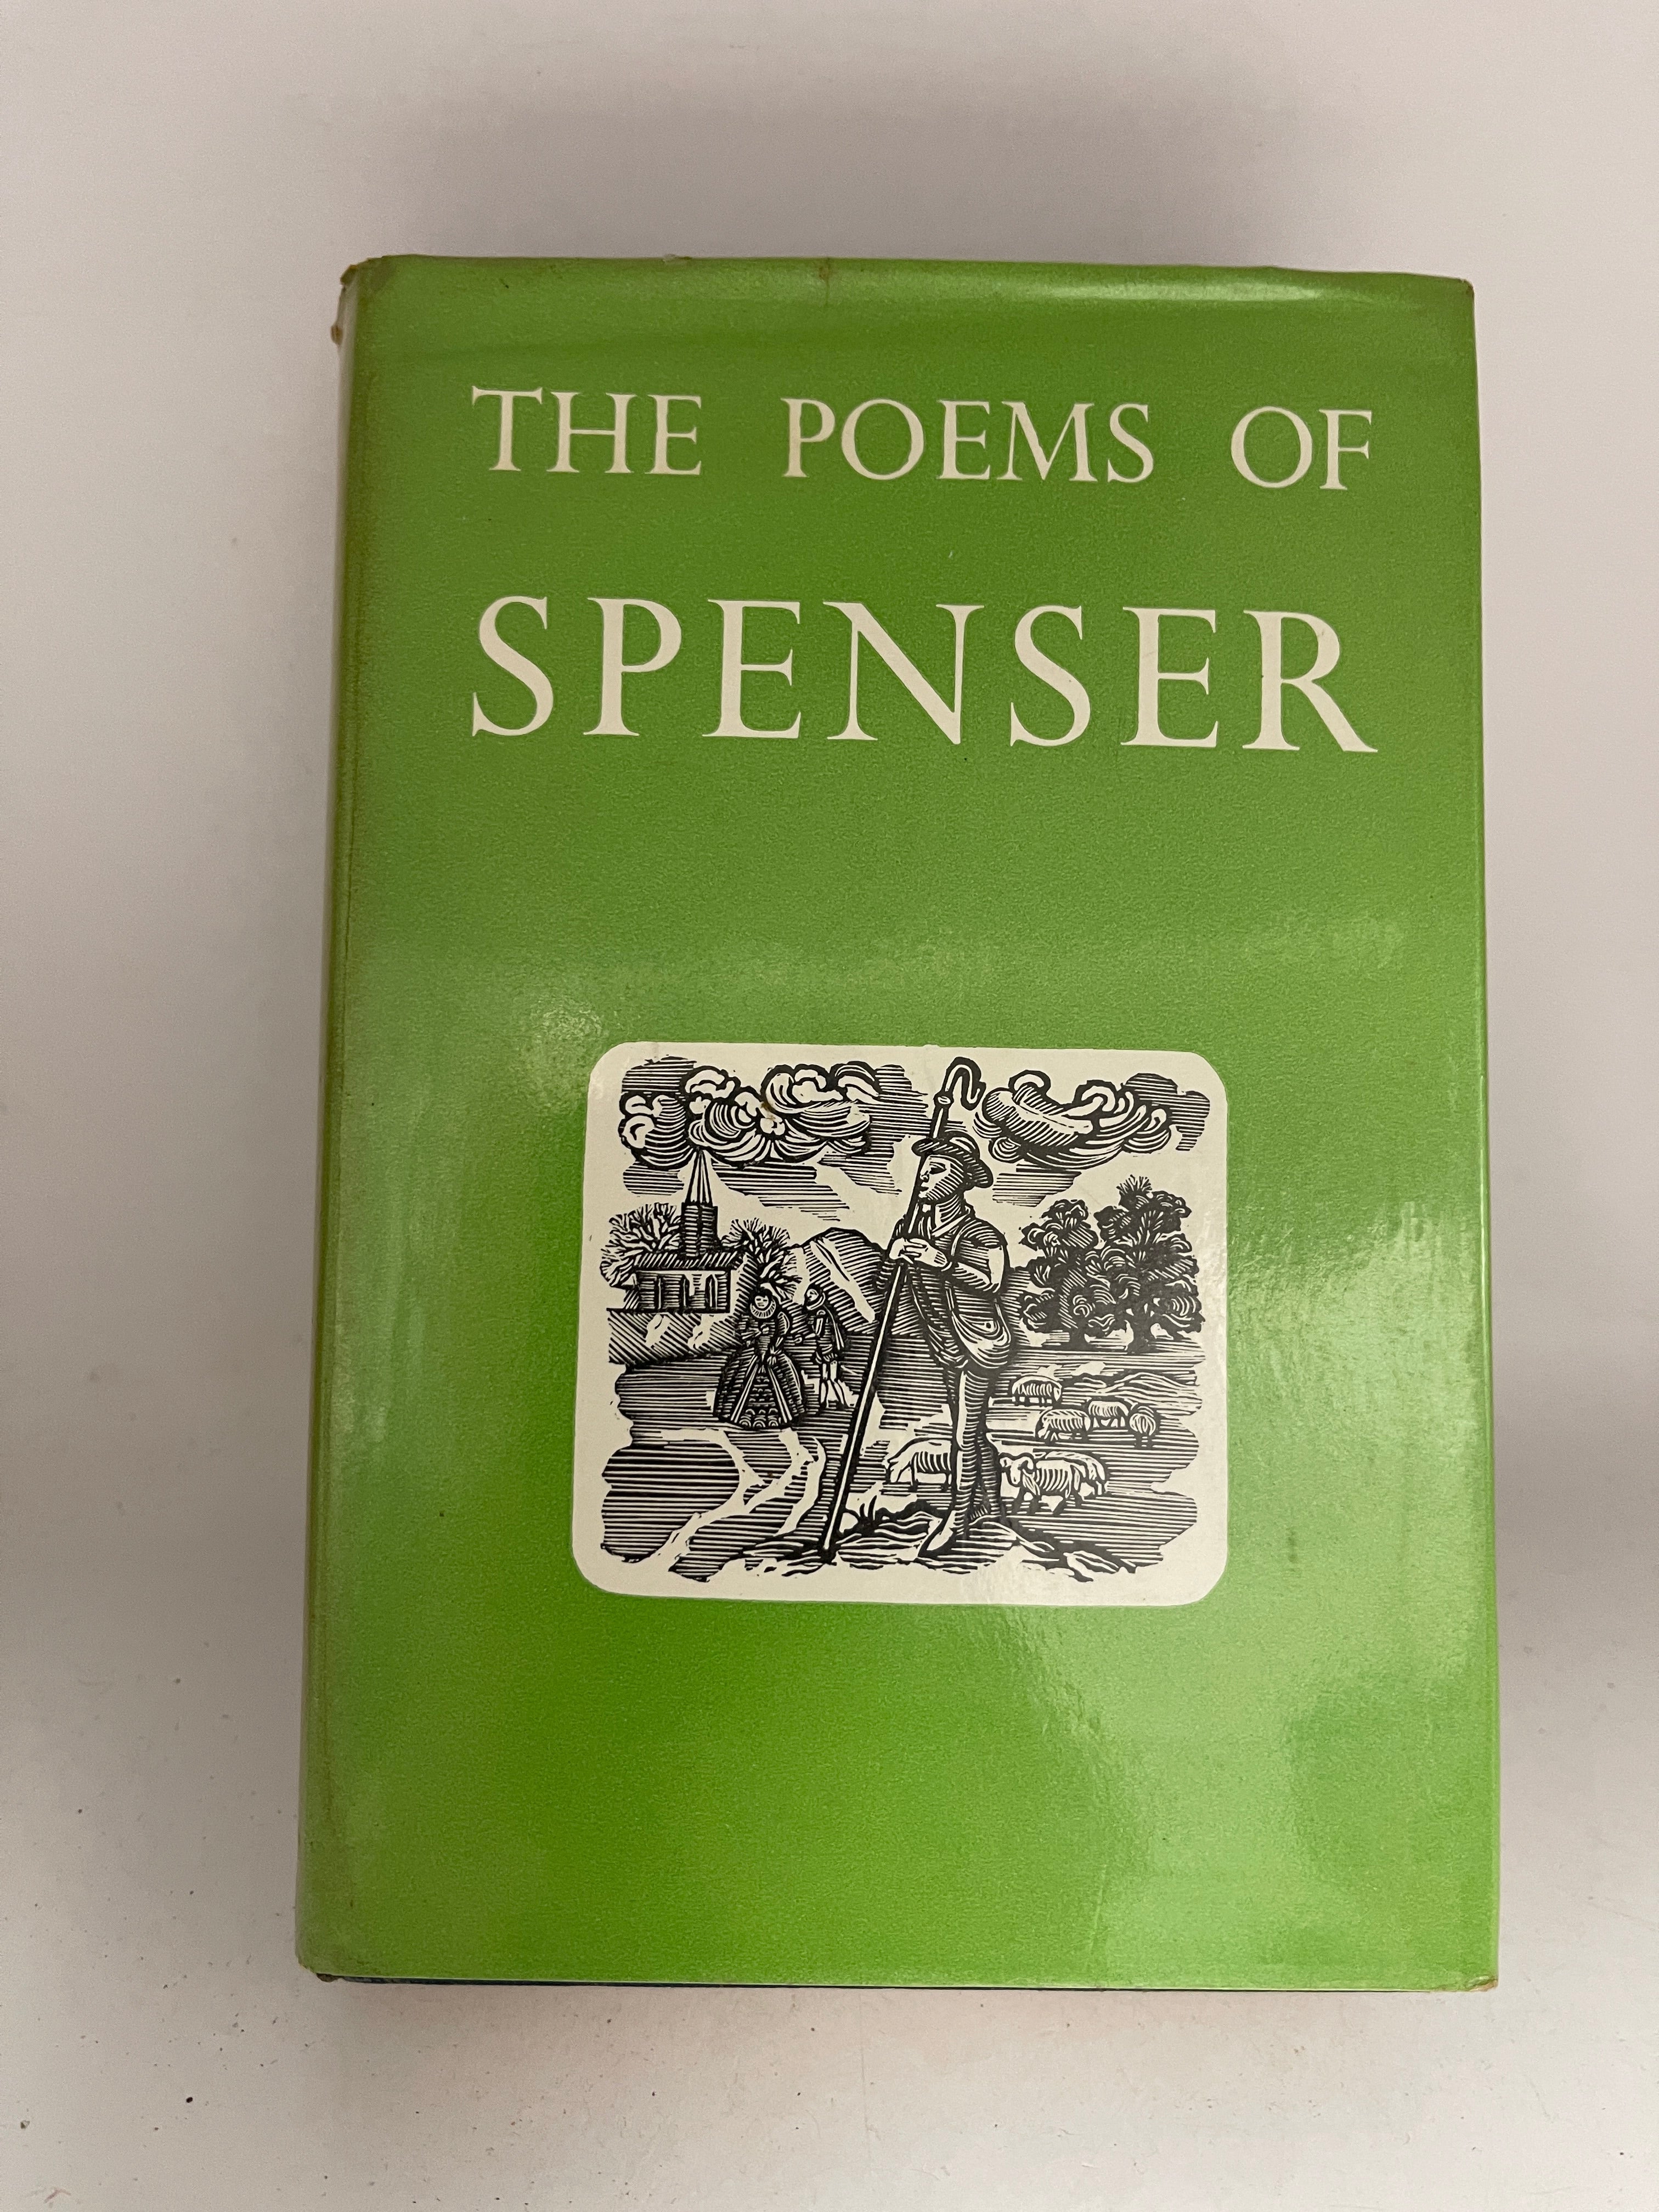 THE POEMS OF
SPENSER